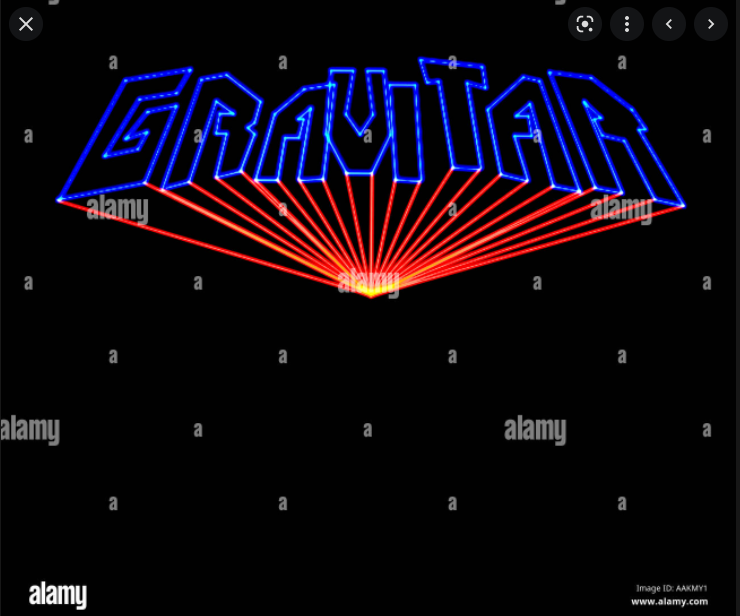 a a a a
GRAVITAR
a a a a a
alamy a a alamy
a a alamy a a
a a a a
alamy a a alamy a
a a a a
alamy
Image ID: AAKMY1
www.alamy.com